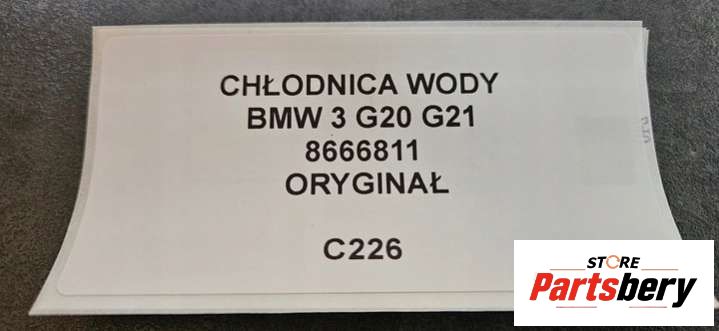 CHŁODNICA WODY
BMW 3 G20 G21
8666811
ORYGINAŁ
C226
STORE
Partsbery